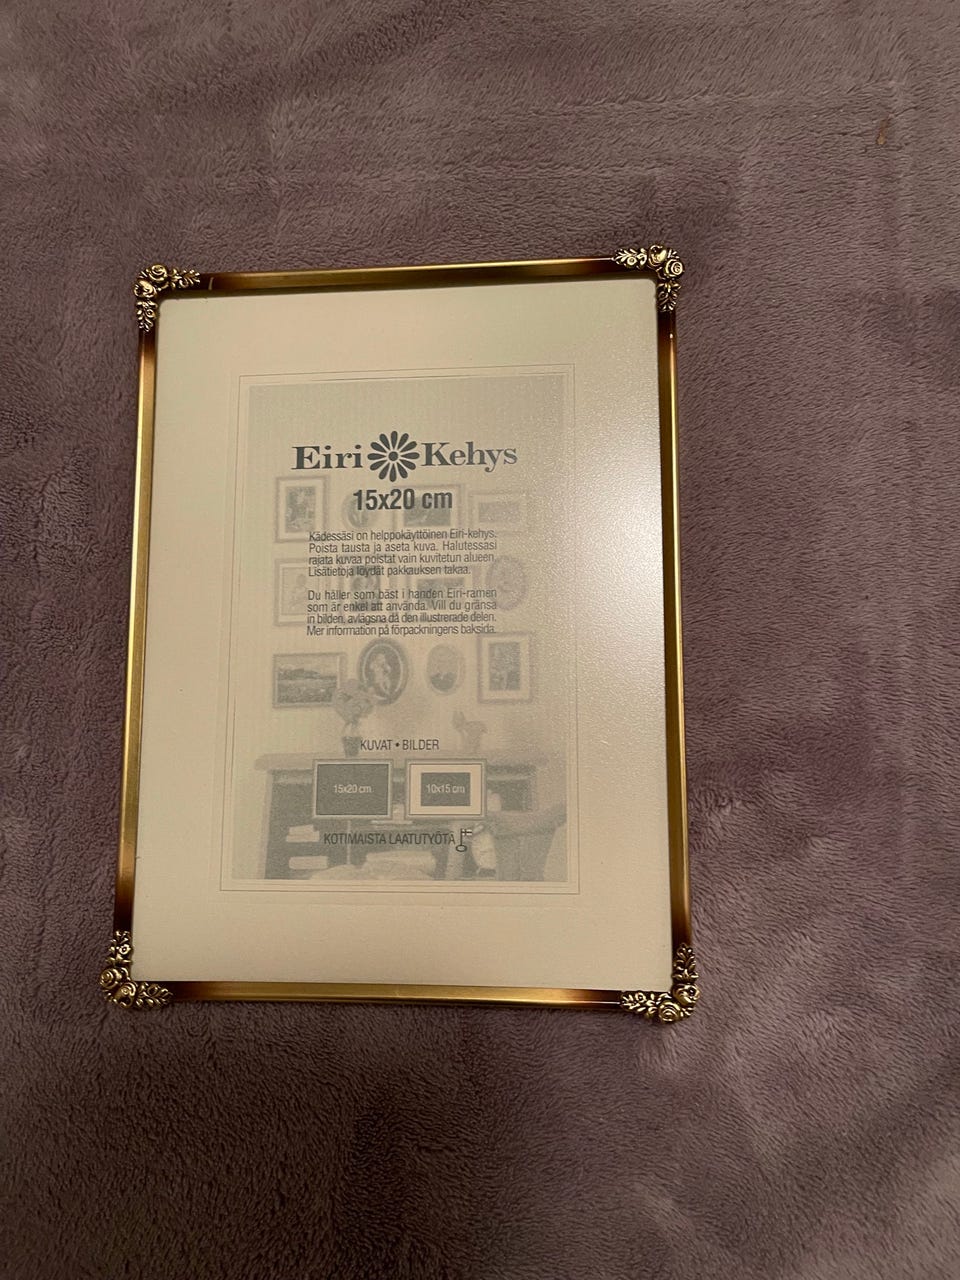 Eiri Kehys
15x20 cm
Kädessäsi on helppokäyttöinen Eiri-kehys.
Poista tausta ja aseta kuva. Halutessasi
rajata kuvaa poistat vain kuvitetun alueen.
Lisätietoja löydät pakkauksen takaa.
Du håller som bäst i handen Eiri-ramen
som är enkel att använda. Vill du gränsa
in bilden, avlägsna då den illustrerade delen.
Mer information på förpackningens baksida.
KUVAT • BILDER
15x20 cm
10x15 cm
KOTIMAISTA LAATUTYÖTÄ